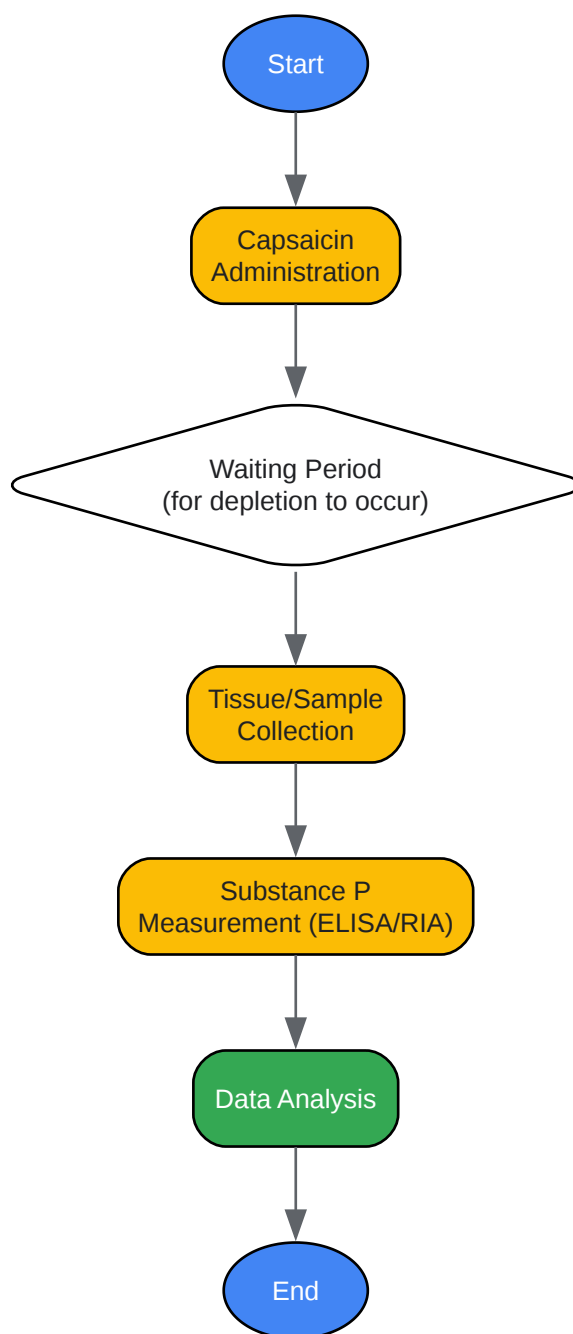 Start
Capsaicin
Administration
Waiting Period
(for depletion to occur)
Tissue/Sample
Collection
Substance P
Measurement (ELISA/RIA)
Data Analysis
End